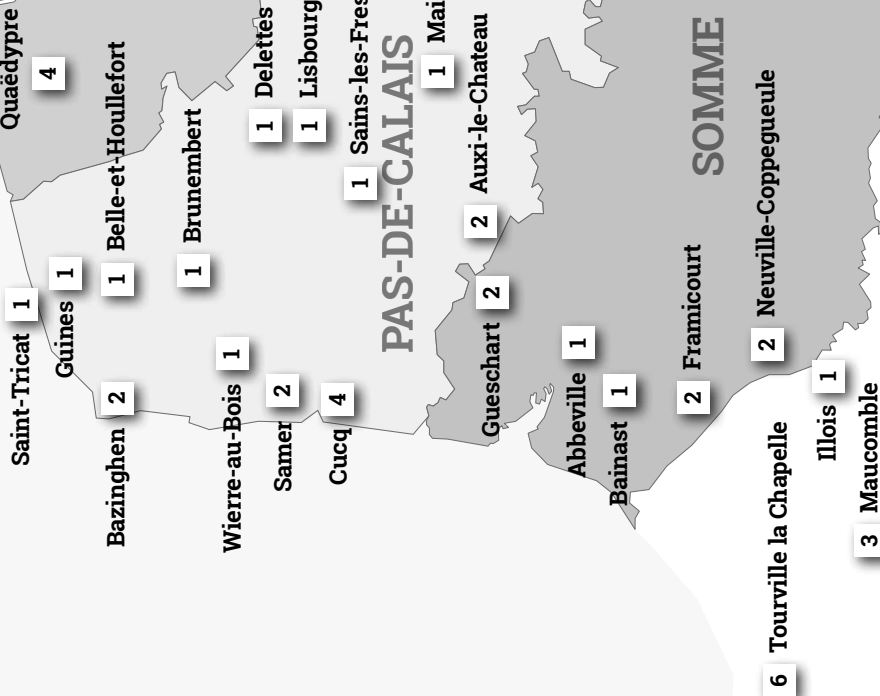 Quaëdypre
4
Belle-et-Houllefort
1
Brunembert
1
Delettes
1
Lisbourg
1
Sains-les-Fres
1
PAS-DE-CALAIS
Mai
1
Auxi-le-Chateau
2
SOMME
Saint-Tricat
1
Guînes
1
Bazinghen
2
Wierre-au-Bois
1
Samer
2
Cucq
4
Gueschart
2
Abbeville
1
Bainast
1
Framicourt
2
Neuville-Coppegueule
2
Illois
1
Maucomble
3
Tourville la Chapelle
6